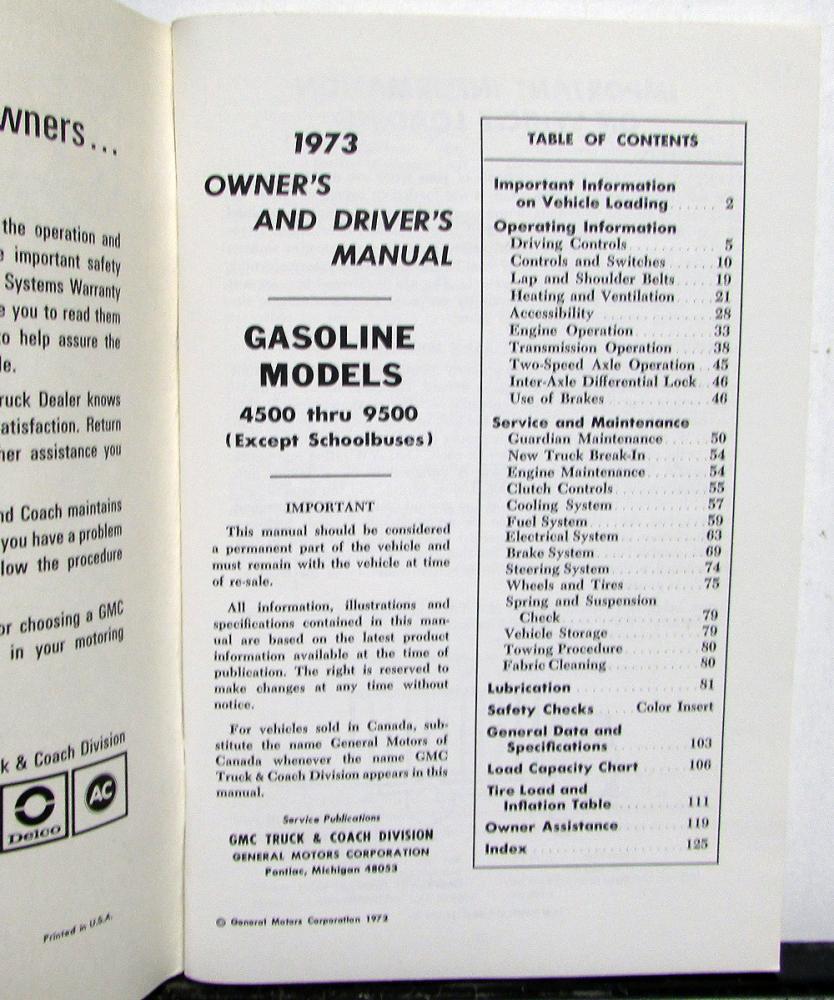 wners...
the operation and
important safety
Systems Warranty
you to read them
to help assure the
le.
ruck Dealer knows
atisfaction. Return
her assistance you
nd Coach maintains
you have a problem
low the procedure
or choosing a GMC
in your motoring
k & Coach Division
Delco
AC
Printed in U.S.A.
1973
OWNER'S
AND DRIVER'S
MANUAL
GASOLINE
MODELS
4500 thru 9500
(Except Schoolbuses)
IMPORTANT
This manual should be considered
a permanent part of the vehicle and
must remain with the vehicle at time
of re-sale.
All information, illustrations and
specifications contained in this man-
ual are based on the latest product
information available at the time of
publication. The right is reserved to
make changes at any time without
notice.
For vehicles sold in Canada, sub-
stitute the name General Motors of
Canada whenever the name GMC
Truck & Coach Division appears in this
manual.
Service Publications
GMC TRUCK & COACH DIVISION
GENERAL MOTORS CORPORATION
Pontiac, Michigan 48053
© General Motors Corporation 1972
TABLE OF CONTENTS
Important Information
on Vehicle Loading ...... 2
Operating Information
Driving Controls ...... 5
Controls and Switches ...... 10
Lap and Shoulder Belts ...... 19
Heating and Ventilation ...... 21
Accessibility ...... 28
Engine Operation ...... 33
Transmission Operation ...... 38
Two-Speed Axle Operation ...... 45
Inter-Axle Differential Lock ...... 46
Use of Brakes ...... 46
Service and Maintenance
Guardian Maintenance ...... 50
New Truck Break-In ...... 54
Engine Maintenance ...... 54
Clutch Controls ...... 55
Cooling System ...... 57
Fuel System ...... 59
Electrical System ...... 63
Brake System ...... 69
Steering System ...... 74
Wheels and Tires ...... 75
Spring and Suspension
Check ...... 79
Vehicle Storage ...... 79
Towing Procedure ...... 80
Fabric Cleaning ...... 80
Lubrication ...... 81
Safety Checks ...... Color Insert
General Data and
Specifications ...... 103
Load Capacity Chart ...... 106
Tire Load and
Inflation Table ...... 111
Owner Assistance ...... 119
Index ...... 125